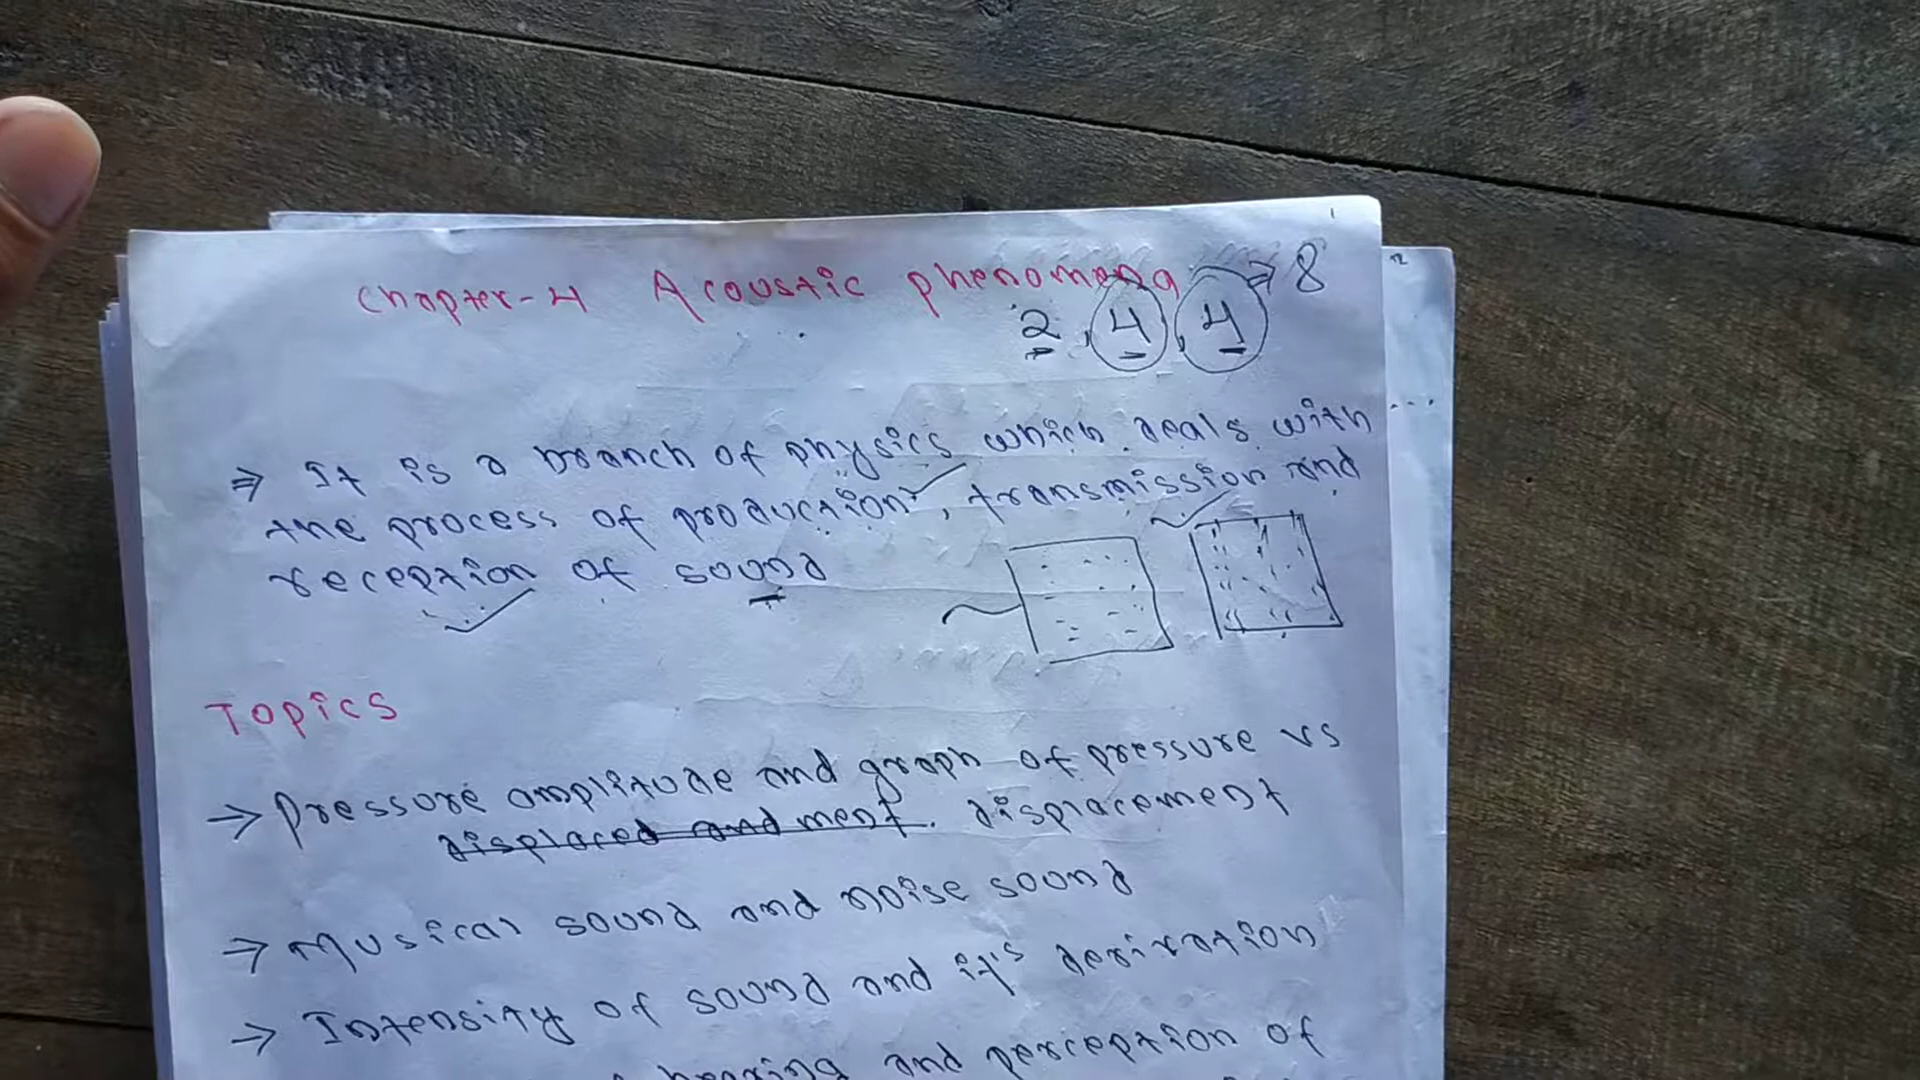 1
Chapter-4 Acoustic phenomena → 8
2, 4, 4
⇒ It is a branch of physics which deals with
the process of production, transmission and
reception of sound
Topics
→ pressure amplitude and graph of pressure vs
displaced and ment. displacement
→ Musical sound and noise sound
→ Intensity of sound and it's derivation
hearing and perception of